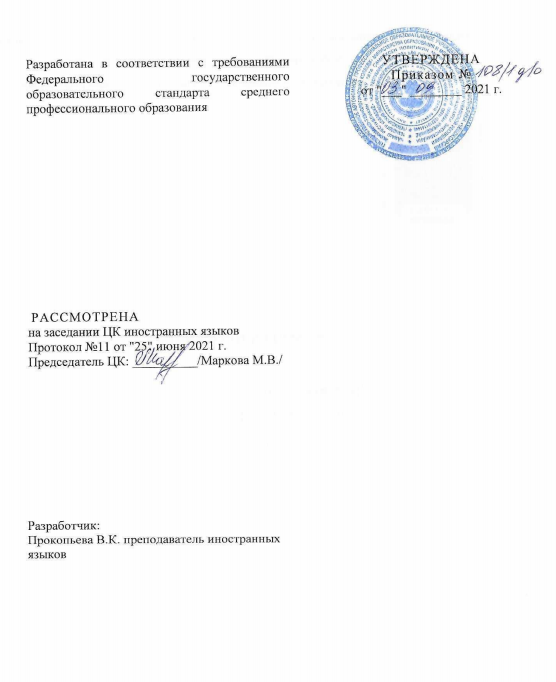 Разработана в соответствии с требованиями
Федерального государственного
образовательного стандарта среднего
профессионального образования
УТВЕРЖДЕНА
Приказом № 108/1 д/о
от "03" 09 2021 г.
РАССМОТРЕНА
на заседании ЦК иностранных языков
Протокол №11 от "25" июня 2021 г.
Председатель ЦК: /Маркова М.В./
Разработчик:
Прокопьева В.К. преподаватель иностранных
языков